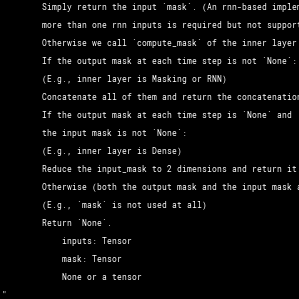 Simply return the input `mask`. (An rnn-based
more than one rnn inputs is required but not
Otherwise we call `compute_mask` of the inner layer
If the output mask at each time step is not `None`:
(E.g., inner layer is Masking or RNN)
Concatenate all of them and return the
If the output mask at each time step is `None` and
the input mask is not `None`:
(E.g., inner layer is Dense)
Reduce the input_mask to 2 dimensions and return it
Otherwise (both the output mask and the input mask
(E.g., `mask` is not used at all)
Return `None`.
inputs: Tensor
mask: Tensor
None or a tensor
"